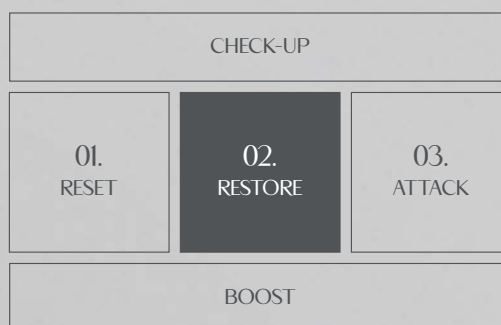 CHECK-UP
01.
RESET
02.
RESTORE
03.
ATTACK
BOOST